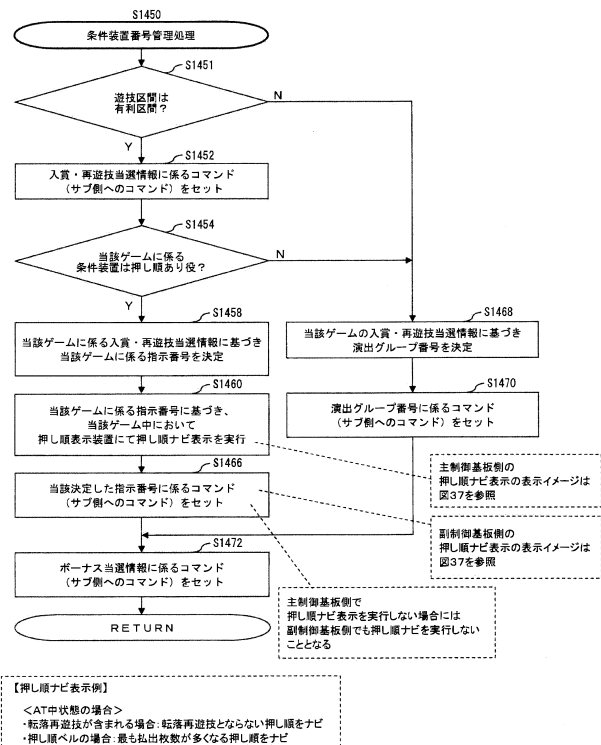 S1450
条件装置番号管理処理
S1451
遊技区間は
有利区間?
N
Y
S1452
入賞・再遊技当選情報に係るコマンド
(サブ側へのコマンド)をセット
S1454
当該ゲームに係る
条件装置は押し順あり役?
N
Y
S1458
当該ゲームに係る入賞・再遊技当選情報に基づき
当該ゲームに係る指示番号を決定
S1468
当該ゲームの入賞・再遊技当選情報に基づき
演出グループ番号を決定
S1460
当該ゲームに係る指示番号に基づき、
当該ゲーム中において
押し順表示装置にて押し順ナビ表示を実行
S1470
演出グループ番号に係るコマンド
(サブ側へのコマンド)をセット
主制御基板側の
押し順ナビ表示の表示イメージは
図37を参照
S1466
当該決定した指示番号に係るコマンド
(サブ側へのコマンド)をセット
副制御基板側の
押し順ナビ表示の表示イメージは
図37を参照
S1472
ボーナス当選情報に係るコマンド
(サブ側へのコマンド)をセット
主制御基板側で
押し順ナビ表示を実行しない場合には
副制御基板側でも押し順ナビを実行しない
こととなる
RETURN
【押し順ナビ表示例】
<AT中状態の場合>
・転落再遊技が含まれる場合:転落再遊技とならない押し順をナビ
・押し順ベルの場合:最も払出枚数が多くなる押し順をナビ